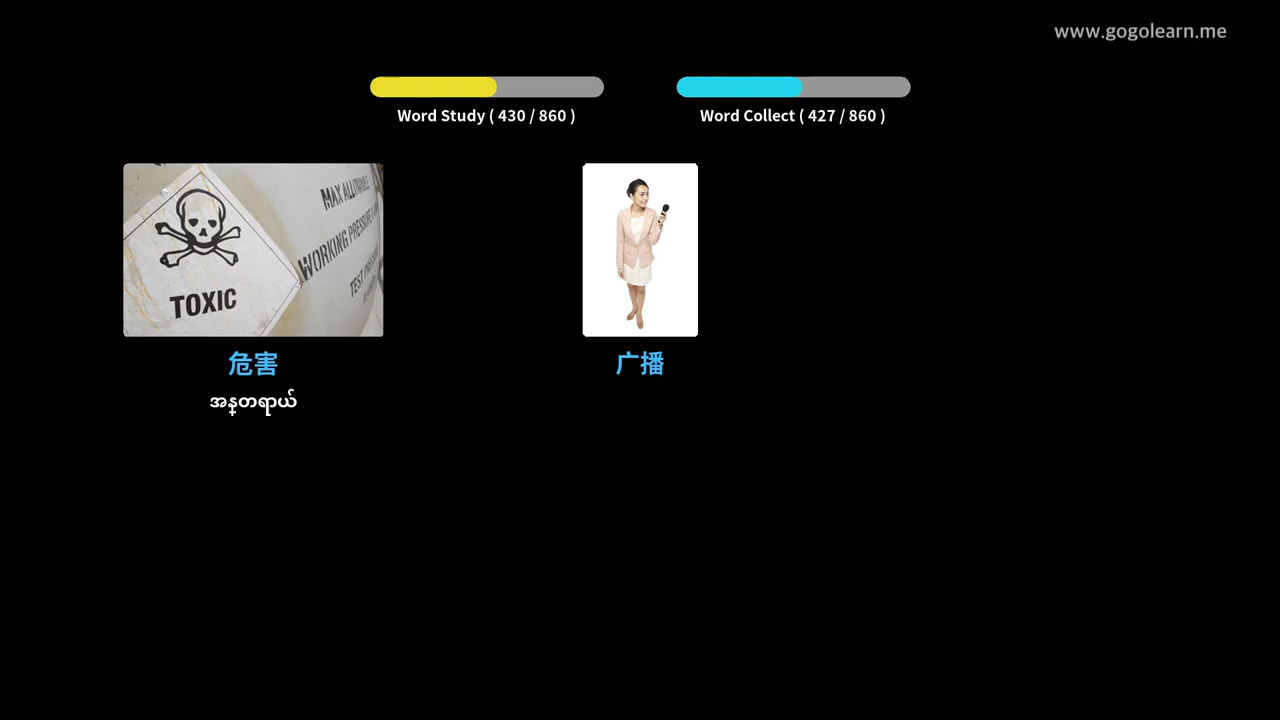 www.gogolearn.me
Word Study ( 430 / 860 )
Word Collect ( 427 / 860 )
MAX ALLOWABLE
WORKING PRESSURE
TEST PRESS
TOXIC
危害
广播
အန္တရာယ်